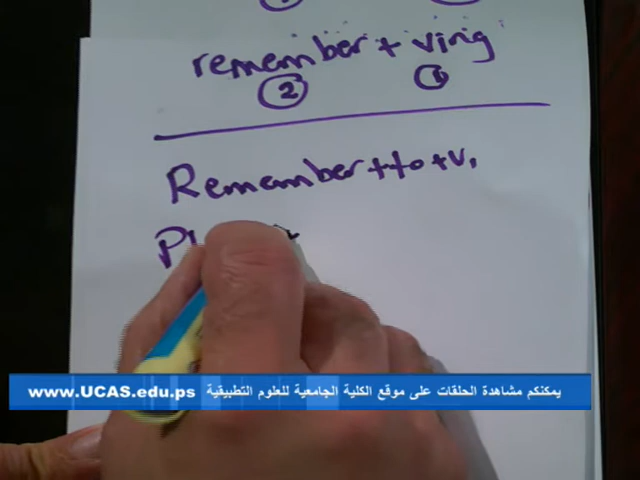 remember + ving
② ①
Remember + to + v.
Pl
www.UCAS.edu.ps يمكنكم مشاهدة الحلقات على موقع الكلية الجامعية للعلوم التطبيقية